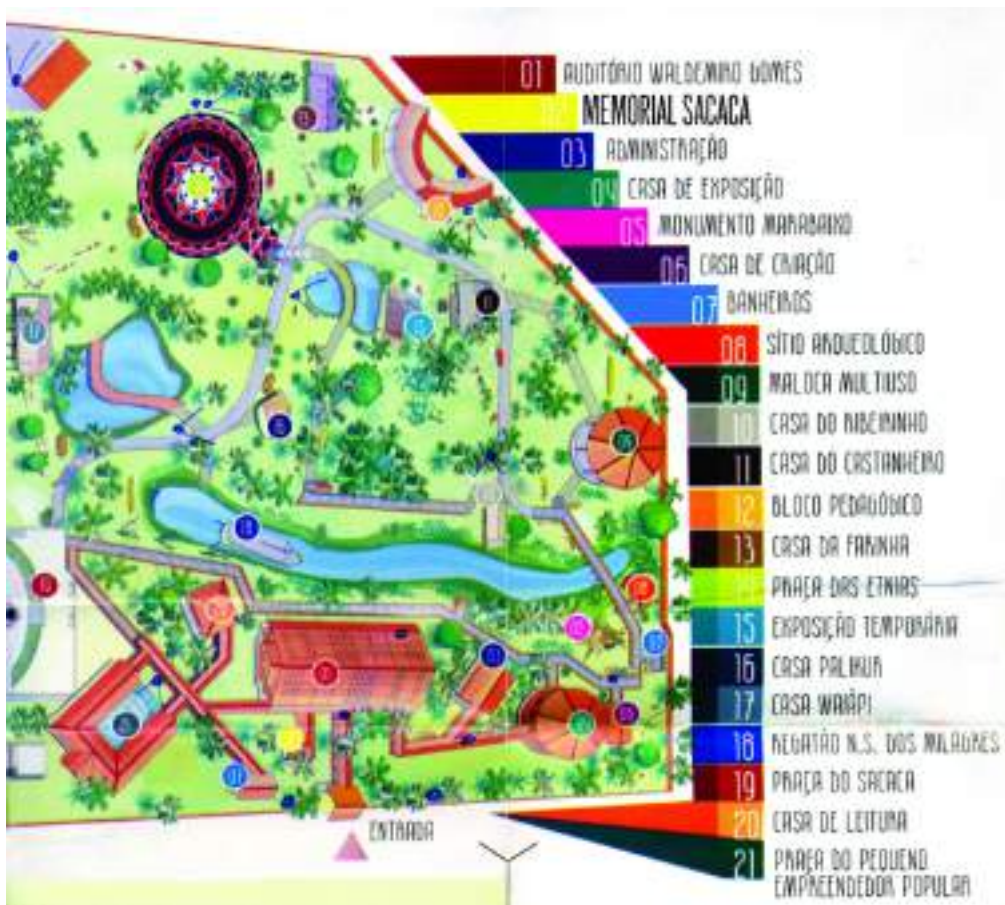 01 AUDITÓRIO WALDEMIRO GOMES
02 MEMORIAL SACACA
03 ADMINISTRAÇÃO
04 CASA DE EXPOSIÇÃO
05 MONUMENTO MARABAIXO
06 CASA DE CRIAÇÃO
07 BANHEIROS
08 SÍTIO ARQUEOLÓGICO
09 MALOCA MULTIUSO
10 CASA DO RIBEIRINHO
11 CASA DO CASTANHEIRO
12 BLOCO PEDAGÓGICO
13 CASA DA FARINHA
14 PRAÇA DAS ETNIAS
15 EXPOSIÇÃO TEMPORÁRIA
16 CASA PALIKUR
17 CASA WAIÃPI
18 REGATÃO N.S. DOS MILAGRES
19 PRAÇA DO SACACA
20 CASA DE LEITURA
21 PRAÇA DO PEQUENO
EMPREENDEDOR POPULAR
ENTRADA